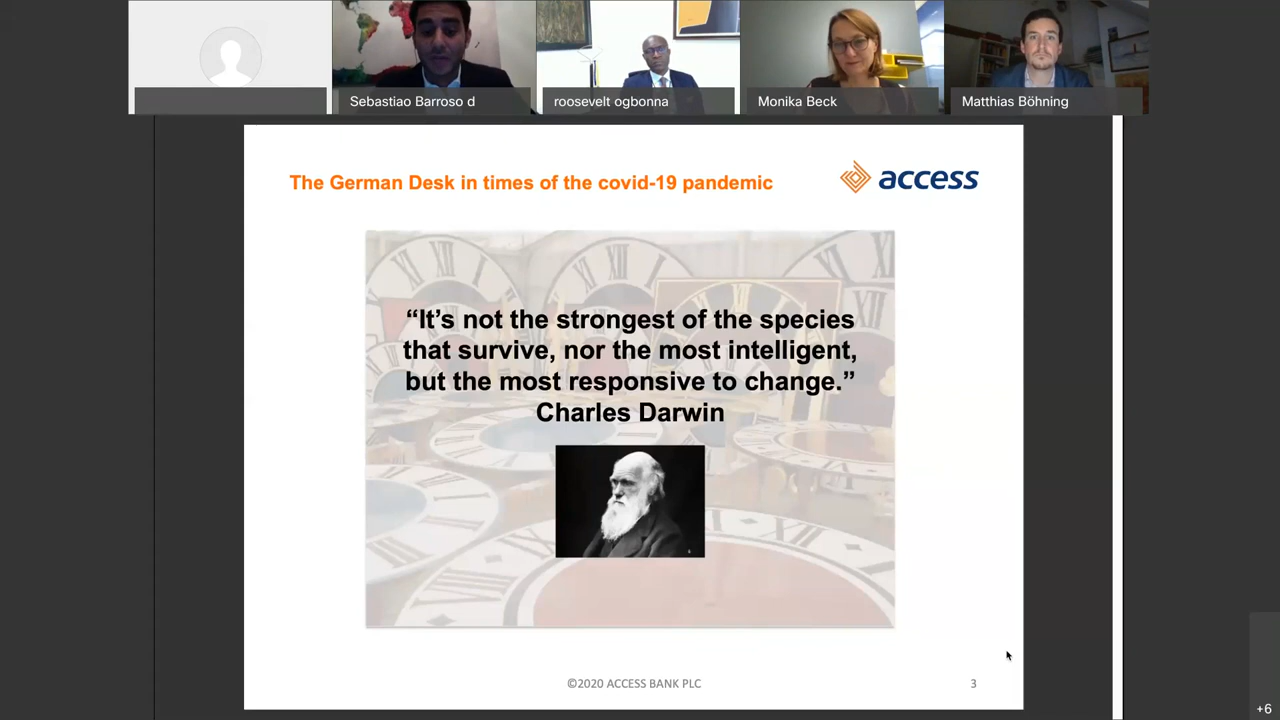 Sebastiao Barroso d
roosevelt ogbonna
Monika Beck
Matthias Böhning
The German Desk in times of the covid-19 pandemic
access
“It’s not the strongest of the species
that survive, nor the most intelligent,
but the most responsive to change.”
Charles Darwin
©2020 ACCESS BANK PLC
3
+6